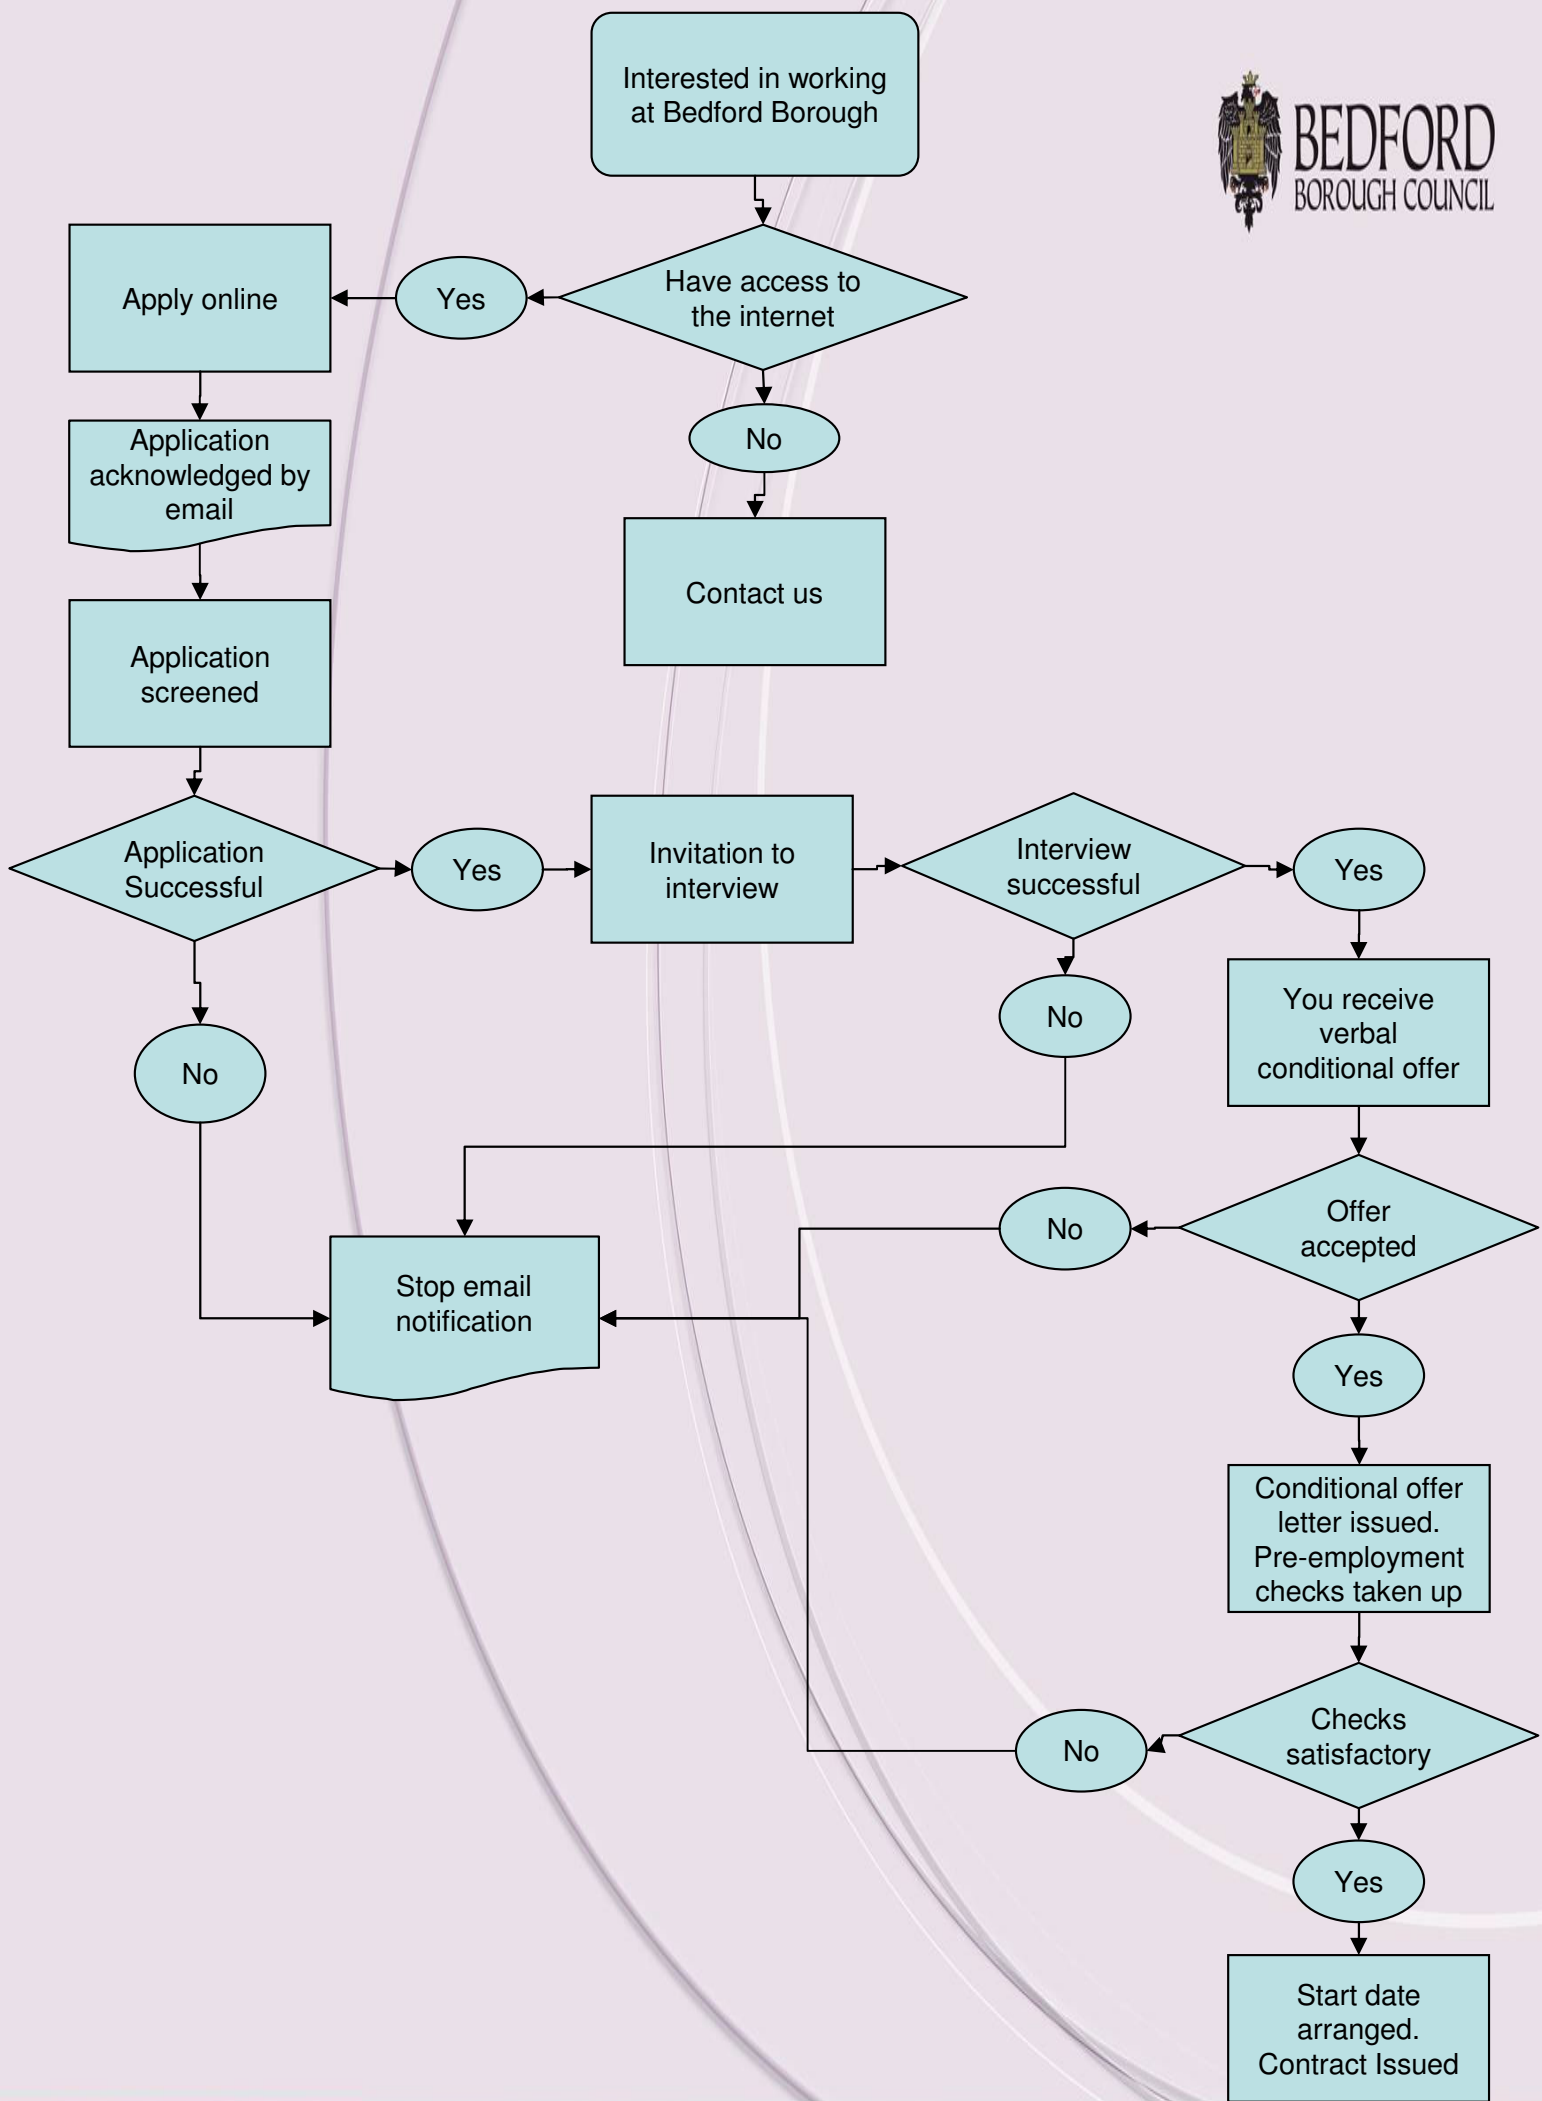 Interested in working
at Bedford Borough
BEDFORD
BOROUGH COUNCIL
Have access to
the internet
Yes
Apply online
No
Contact us
Application
acknowledged by
email
Application
screened
Application
Successful
Yes
Invitation to
interview
Interview
successful
Yes
No
No
You receive
verbal
conditional offer
Offer
accepted
No
Stop email
notification
Yes
Conditional offer
letter issued.
Pre-employment
checks taken up
Checks
satisfactory
No
Yes
Start date
arranged.
Contract Issued